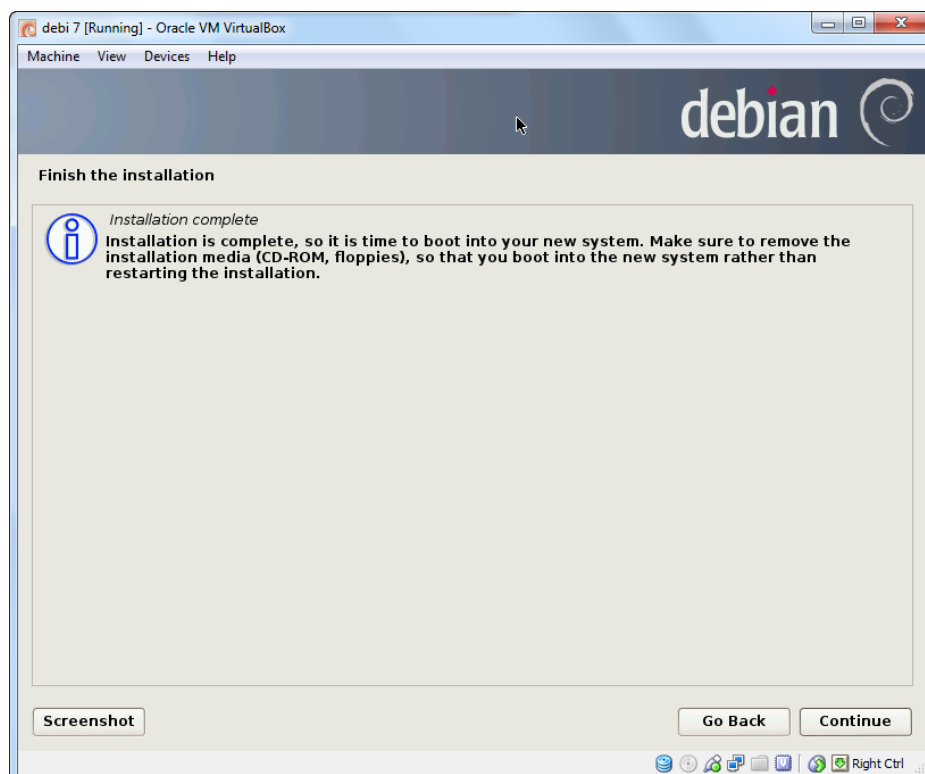 debi 7 [Running] - Oracle VM VirtualBox
Machine View Devices Help
debian
Finish the installation
Installation complete
Installation is complete, so it is time to boot into your new system. Make sure to remove the
installation media (CD-ROM, floppies), so that you boot into the new system rather than
restarting the installation.
Screenshot Go Back Continue
Right Ctrl